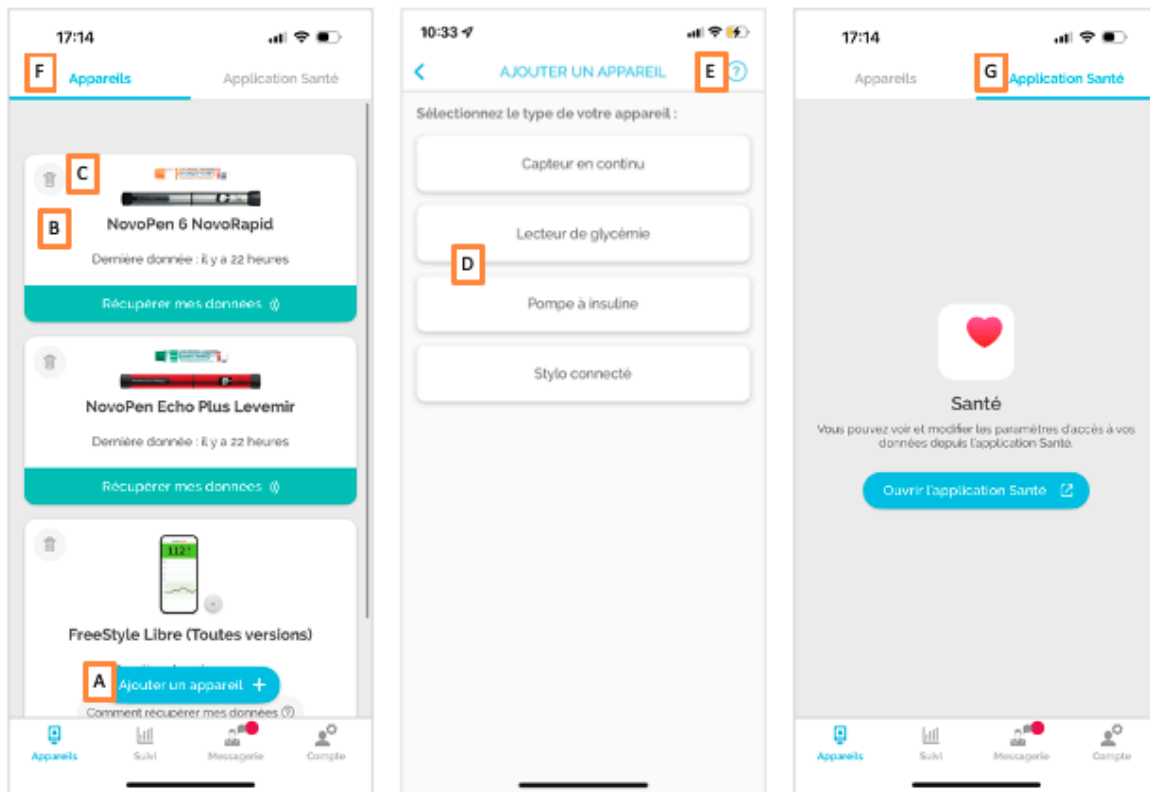 17:14
F
Appareils
Application Santé
C
B
NovoPen 6 NovoRapid
Dernière donnée : il y a 22 heures
Récupérer mes données
NovoPen Echo Plus Levemir
Dernière donnée : il y a 22 heures
Récupérer mes données
112
FreeStyle Libre (Toutes versions)
A
Ajouter un appareil +
Comment récupérer mes données ?
Appareils
Suivi
Messagerie
Compte
10:33
AJOUTER UN APPAREIL
E
?
Sélectionnez le type de votre appareil :
Capteur en continu
Lecteur de glycémie
D
Pompe à insuline
Stylo connecté
17:14
Appareils
G
Application Santé
Santé
Vous pouvez voir et modifier les paramètres d'accès à vos
données depuis l'application Santé.
Ouvrir l'application Santé
Appareils
Suivi
Messagerie
Compte